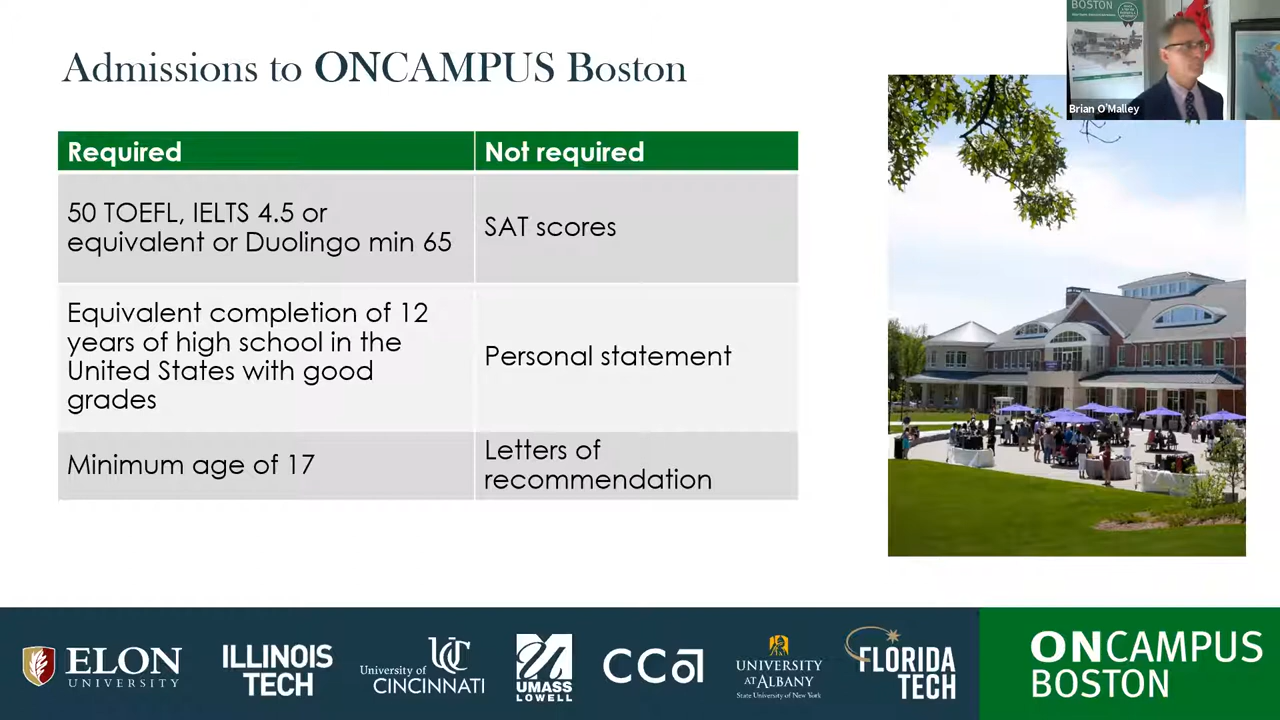 BOSTON
Brian O'Malley
Admissions to ONCAMPUS Boston
Required
Not required
50 TOEFL, IELTS 4.5 or
equivalent or Duolingo min 65
SAT scores
Equivalent completion of 12
years of high school in the
United States with good
grades
Personal statement
Minimum age of 17
Letters of
recommendation
ELON
UNIVERSITY
ILLINOIS
TECH
UC
University of
CINCINNATI
UMASS
LOWELL
CCA
UNIVERSITY
AT ALBANY
State University of New York
FLORIDA
TECH
ONCAMPUS
BOSTON